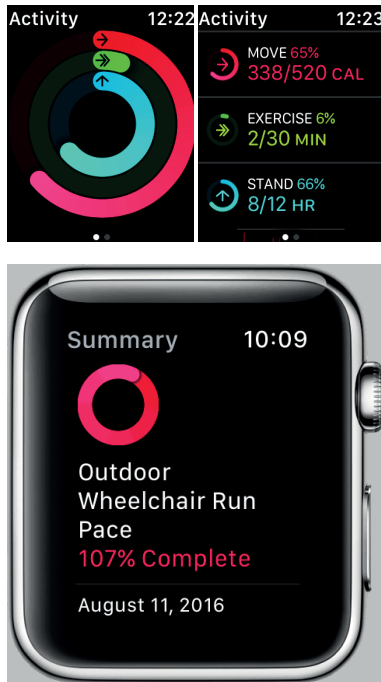 Activity 12:22
Activity 12:23
MOVE 65%
338/520 CAL
EXERCISE 6%
2/30 MIN
STAND 66%
8/12 HR
Summary 10:09
Outdoor
Wheelchair Run
Pace
107% Complete
August 11, 2016